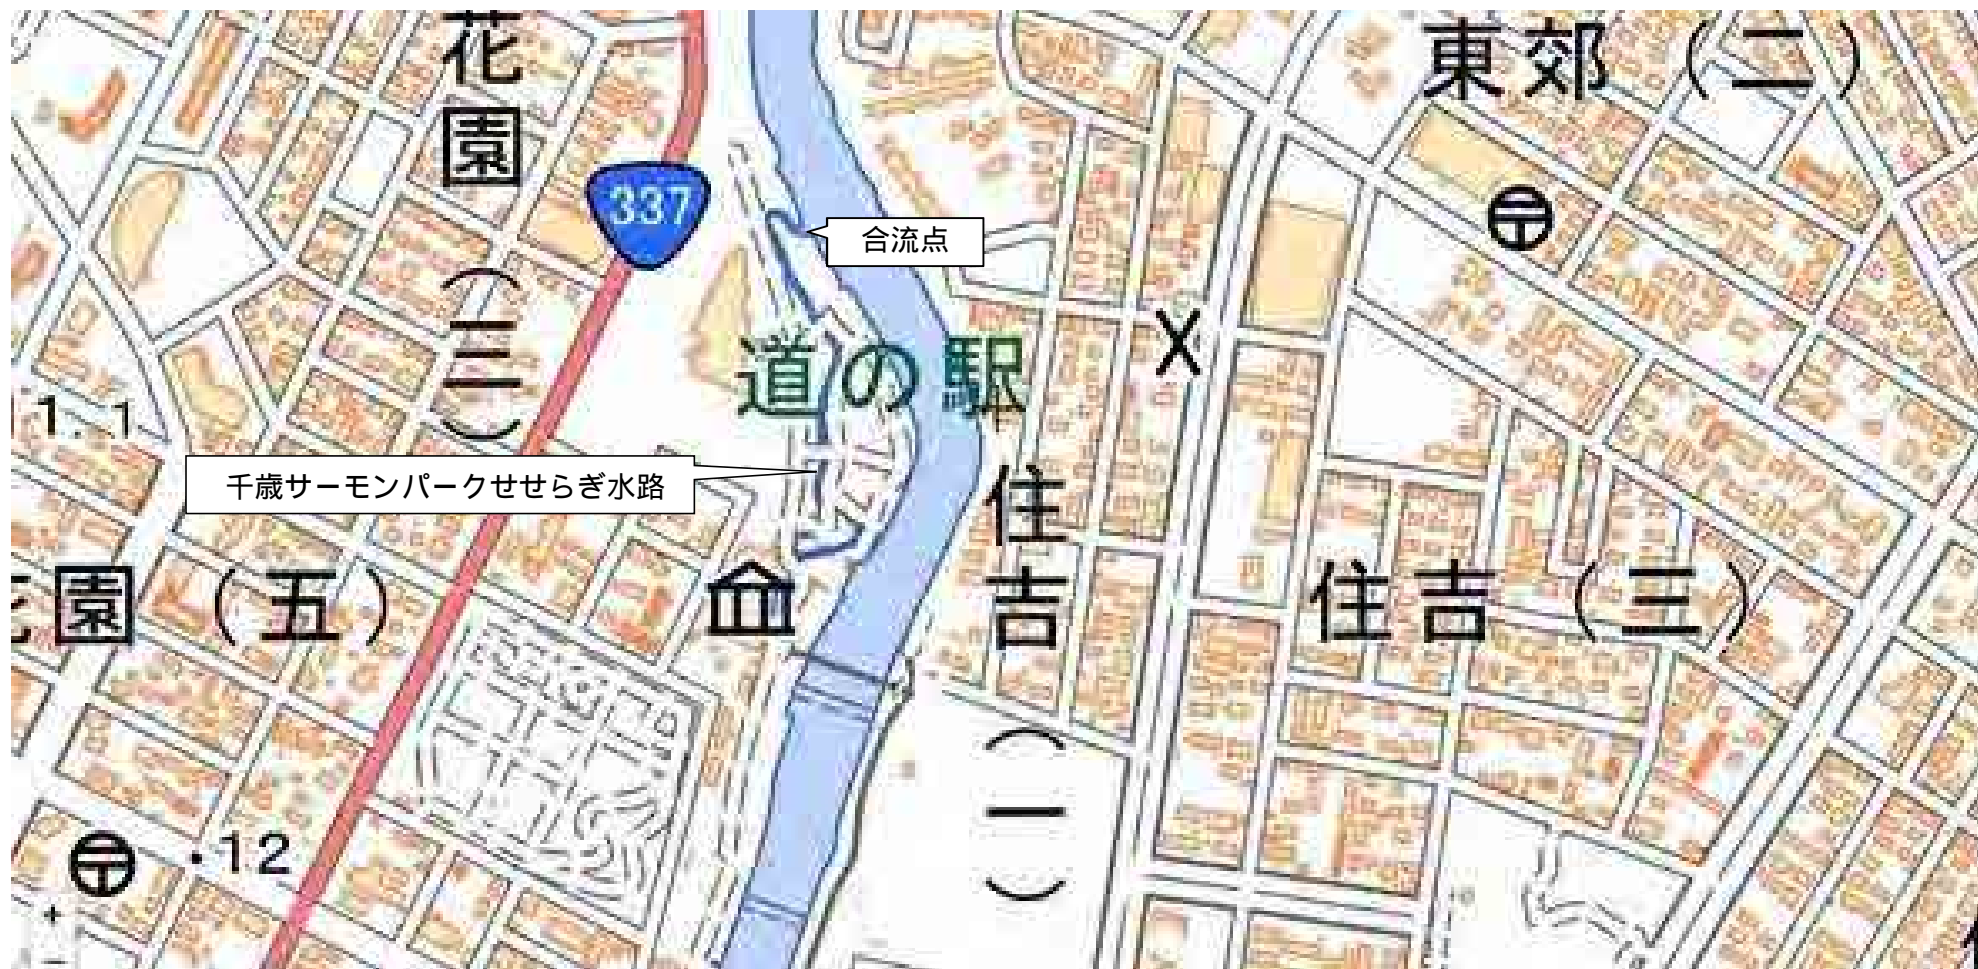 花園（二）
東郊（二）
337
合流点
道の駅
1.1
千歳サーモンパークせせらぎ水路
住吉（一）
園（五）
住吉（三）
・12